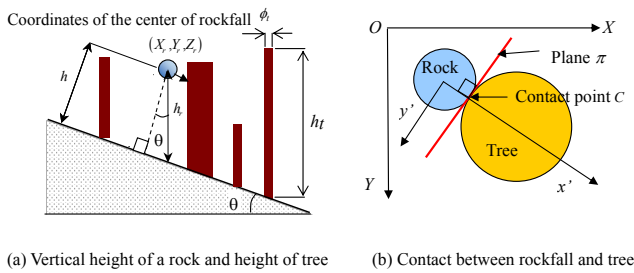 Coordinates of the center of rockfall
ϕt
(Xr,Yr,Zr)
h
hr
ht
θ
θ
(a) Vertical height of a rock and height of tree
O
X
Rock
Plane π
Contact point C
y’
Tree
Y
x’
(b) Contact between rockfall and tree